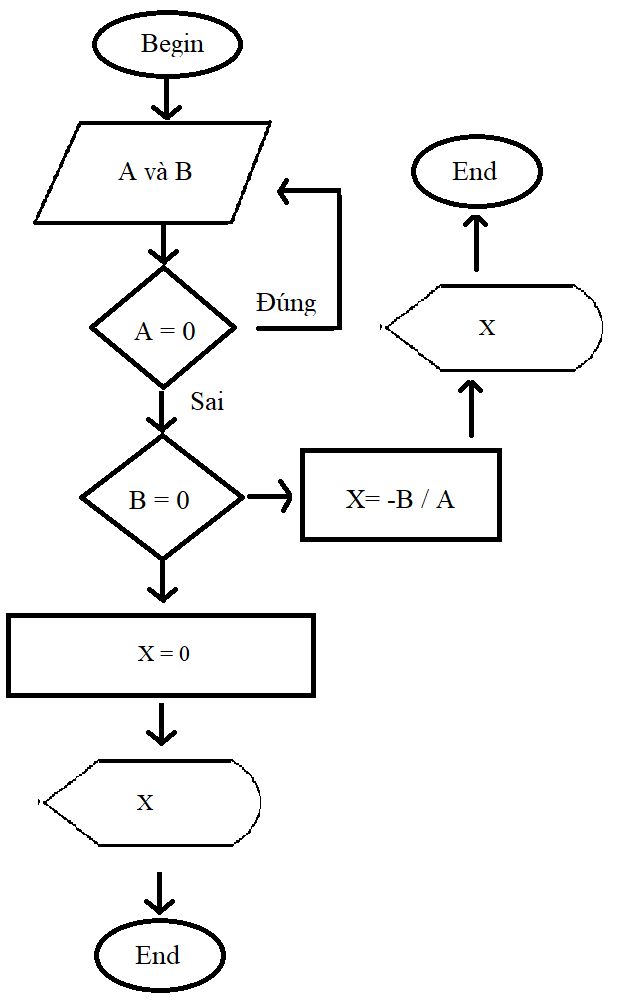 Begin
A và B
Đúng
A = 0
Sai
B = 0
X= -B / A
X
End
X = 0
X
End